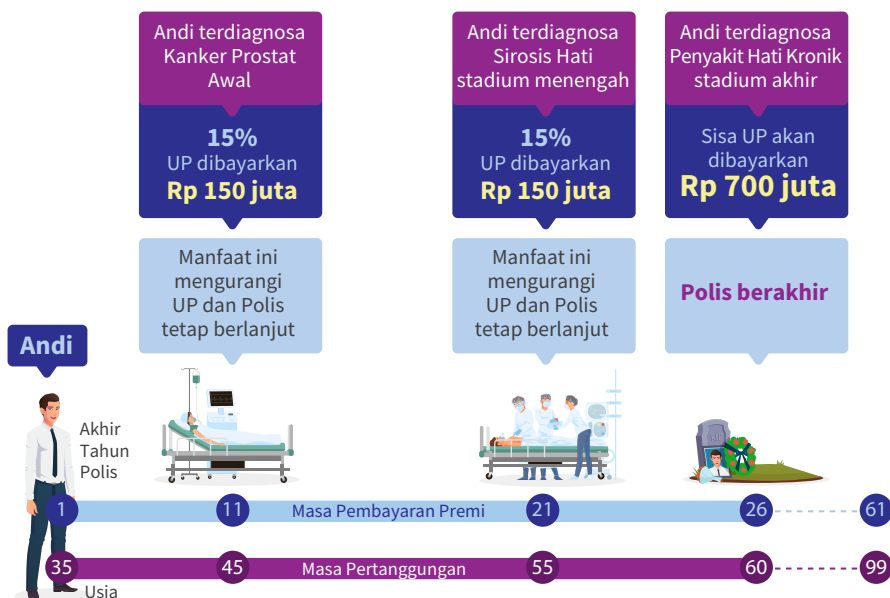 Andi terdiagnosa
Kanker Prostat
Awal
15%
UP dibayarkan
Rp 150 juta
Manfaat ini
mengurangi
UP dan Polis
tetap berlanjut
Andi terdiagnosa
Sirosis Hati
stadium menengah
15%
UP dibayarkan
Rp 150 juta
Manfaat ini
mengurangi
UP dan Polis
tetap berlanjut
Andi terdiagnosa
Penyakit Hati Kronik
stadium akhir
Sisa UP akan
dibayarkan
Rp 700 juta
Polis berakhir
Andi
Akhir
Tahun
Polis
1 11 Masa Pembayaran Premi 21 26 61
35 45 Masa Pertanggungan 55 60 99
Usia